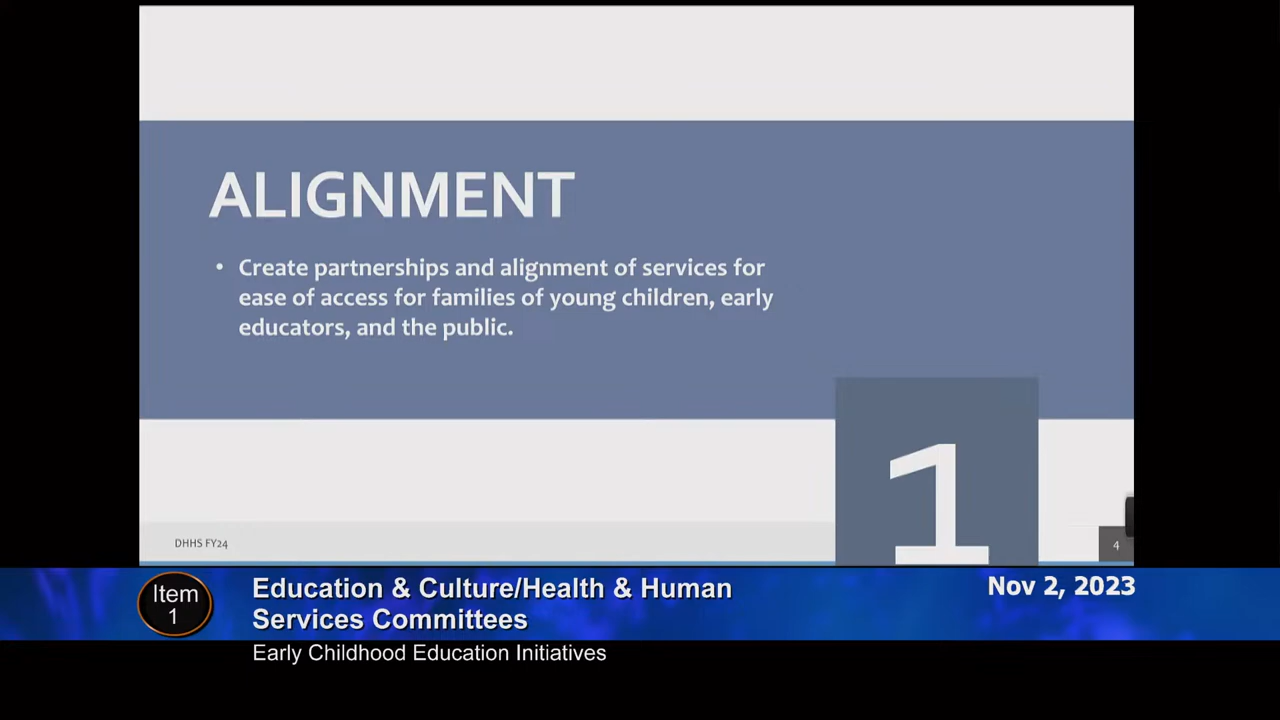 ALIGNMENT
• Create partnerships and alignment of services for
ease of access for families of young children, early
educators, and the public.
1
DHHS FY24
4
Item
1
Education & Culture/Health & Human
Services Committees
Nov 2, 2023
Early Childhood Education Initiatives